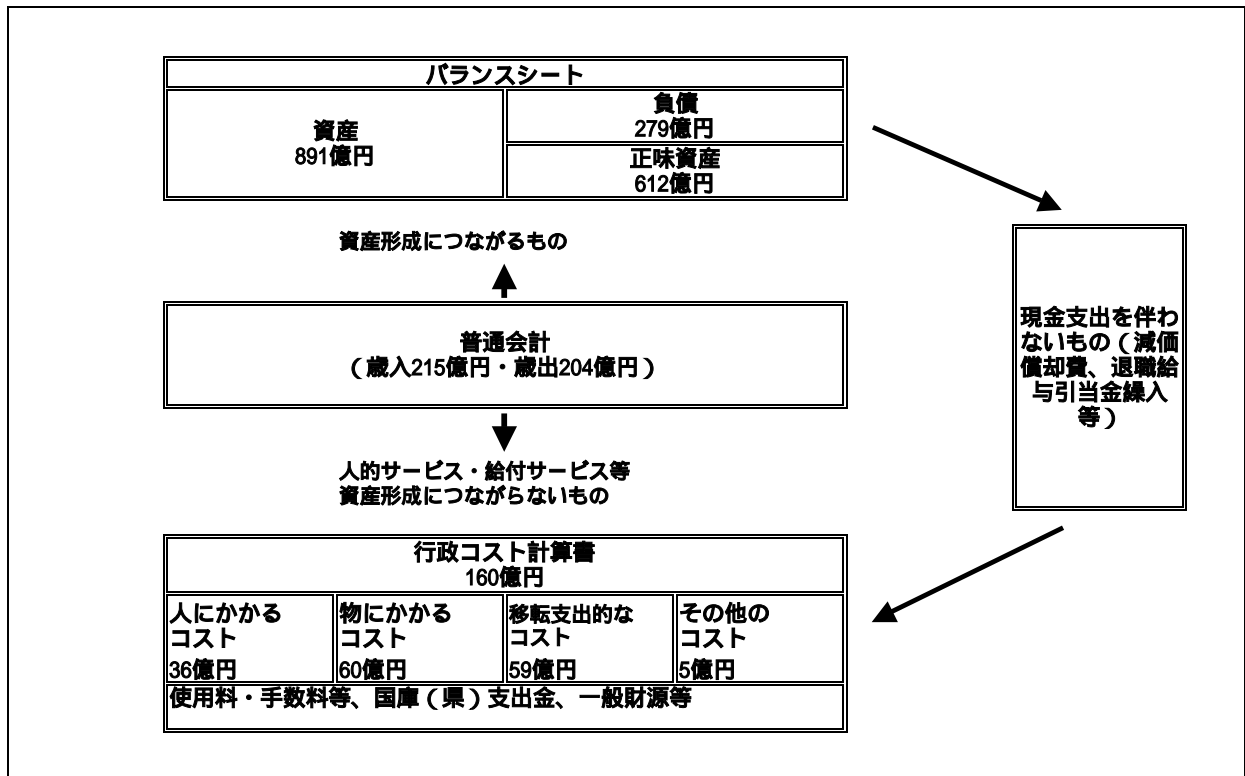 バランスシート
資産
891億円
負債
279億円
正味資産
612億円
資産形成につながるもの
普通会計
(歳入215億円・歳出204億円)
人的サービス・給付サービス等
資産形成につながらないもの
現金支出を伴わ
ないもの(減価
償却費、退職給
与引当金繰入
等)
行政コスト計算書
160億円
人にかかる
コスト
36億円
物にかかる
コスト
60億円
移転支出的な
コスト
59億円
その他の
コスト
5億円
使用料・手数料等、国庫(県)支出金、一般財源等